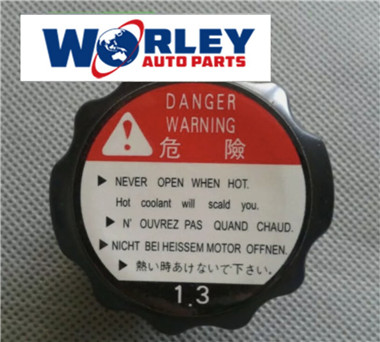 WORLEY
AUTO PARTS
DANGER
WARNING
危 險
▶ NEVER OPEN WHEN HOT.
Hot coolant will scald you.
▶ N' OUVREZ PAS QUAND CHAUD.
▶ NICHT BEI HEISSEM MOTOR OFFNEN.
▶ 熱い時あけないで下さい。
1.3